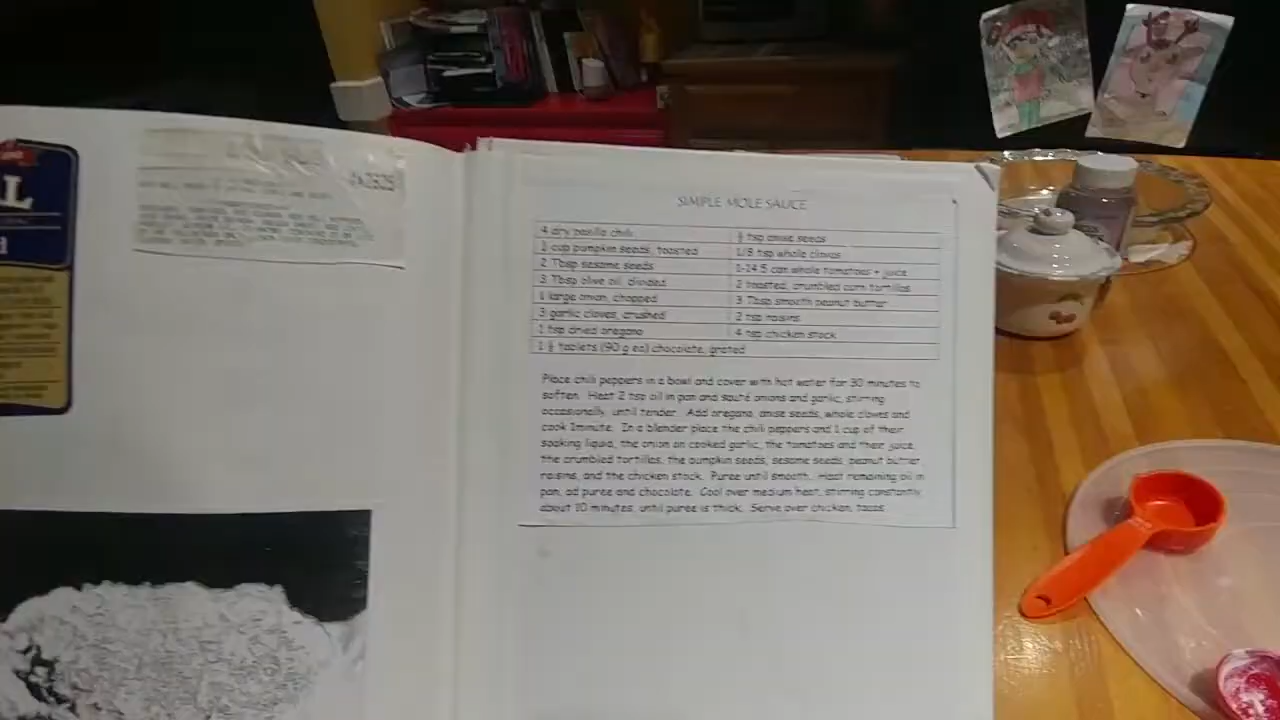 L
a
SIMPLE MOLE SAUCE
4 dry pasilla chili
½ tsp anise seeds
½ cup pumpkin seeds, toasted
1/8 tsp whole cloves
2 Tbsp sesame seeds
1-14.5 can whole tomatoes + juice
3 Tbsp olive oil, divided
2 toasted, crumbled corn tortillas
1 large onion, chopped
3 Tbsp smooth peanut butter
3 garlic cloves, crushed
2 tsp raisins
1 tsp dried oregano
4 tsp chicken stock
1 ½ tablets (90 g ea) chocolate, grated
Place chili peppers in a bowl and cover with hot water for 30 minutes to
soften. Heat 2 tsp oil in pan and sauté onions and garlic, stirring
occasionally, until tender. Add oregano, anise seeds, whole cloves and
cook 1minute. In a blender place the chili peppers and 1 cup of their
soaking liquid, the onion an cooked garlic, the tomatoes and their juice,
the crumbled tortillas, the pumpkin seeds, sesame seeds, peanut butter,
raisins, and the chicken stock. Puree until smooth. Heat remaining oil in
pan, ad puree and chocolate. Cool over medium heat, stirring constantly,
about 10 minutes, until puree is thick. Serve over chicken, tacos